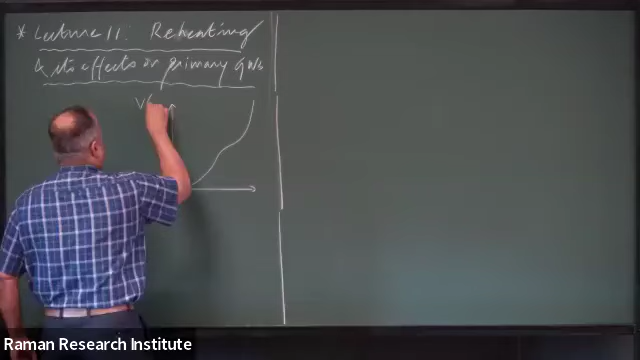 * Lecture 11: Reheating
& its effects on primary GWs
V(
Raman Research Institute